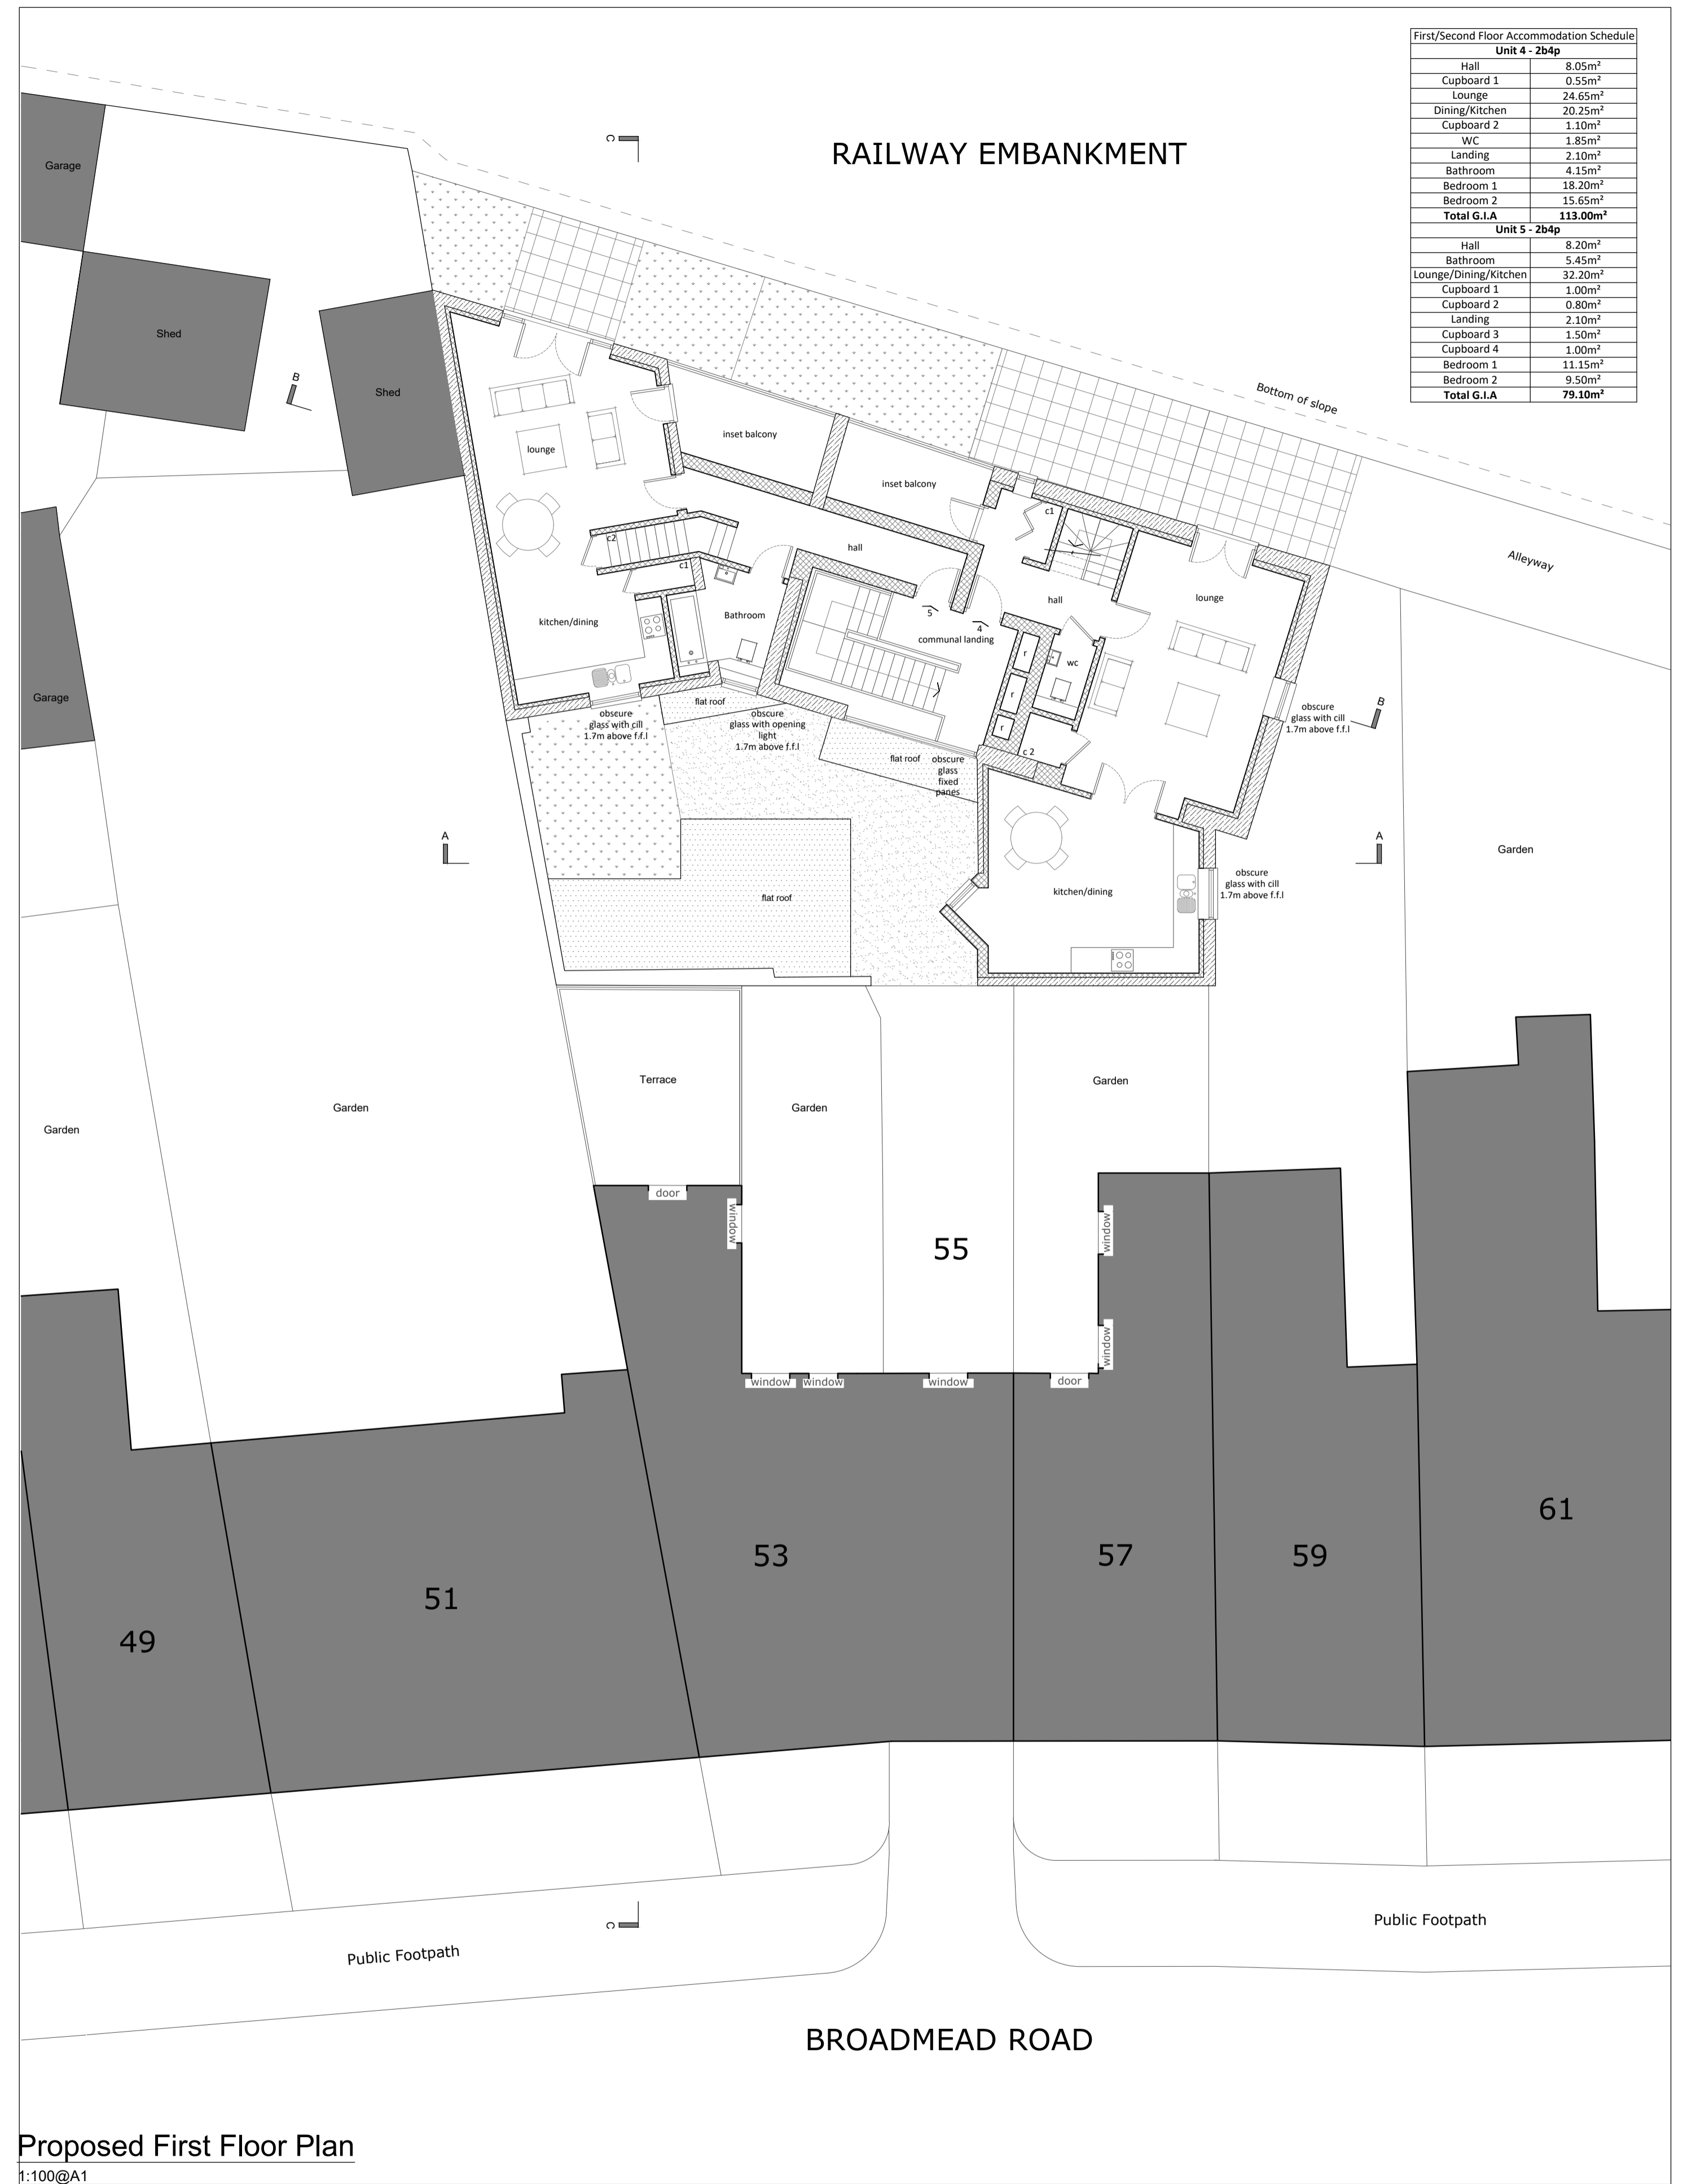 First/Second Floor Accommodation Schedule
Unit 4 - 2b4p
Hall 8.05m²
Cupboard 1 0.55m²
Lounge 24.65m²
Dining/Kitchen 20.25m²
Cupboard 2 1.10m²
WC 1.85m²
Landing 2.10m²
Bathroom 4.15m²
Bedroom 1 18.20m²
Bedroom 2 15.65m²
Total G.I.A 113.00m²
Unit 5 - 2b4p
Hall 8.20m²
Bathroom 5.45m²
Lounge/Dining/Kitchen 32.20m²
Cupboard 1 1.00m²
Cupboard 2 0.80m²
Landing 2.10m²
Cupboard 3 1.50m²
Cupboard 4 1.00m²
Bedroom 1 11.15m²
Bedroom 2 9.50m²
Total G.I.A 79.10m²
C
RAILWAY EMBANKMENT
Garage
Shed
Shed
B
Bottom of slope
Alleyway
inset balcony
inset balcony
lounge
c1
c2
hall
c1
hall
lounge
Bathroom
kitchen/dining
5
4
communal landing
r
wc
r
r
c 2
Garage
flat roof
obscure
glass with cill
1.7m above f.f.l
obscure
glass with opening
light
1.7m above f.f.l
flat roof
obscure
glass
fixed
panes
obscure
glass with cill
1.7m above f.f.l
B
A
A
Garden
kitchen/dining
obscure
glass with cill
1.7m above f.f.l
flat roof
Terrace
Garden
Garden
Garden
Garden
door
window
55
window
window
window
window
window
door
61
53
57
59
51
49
C
Public Footpath
Public Footpath
BROADMEAD ROAD
Proposed First Floor Plan
1:100@A1